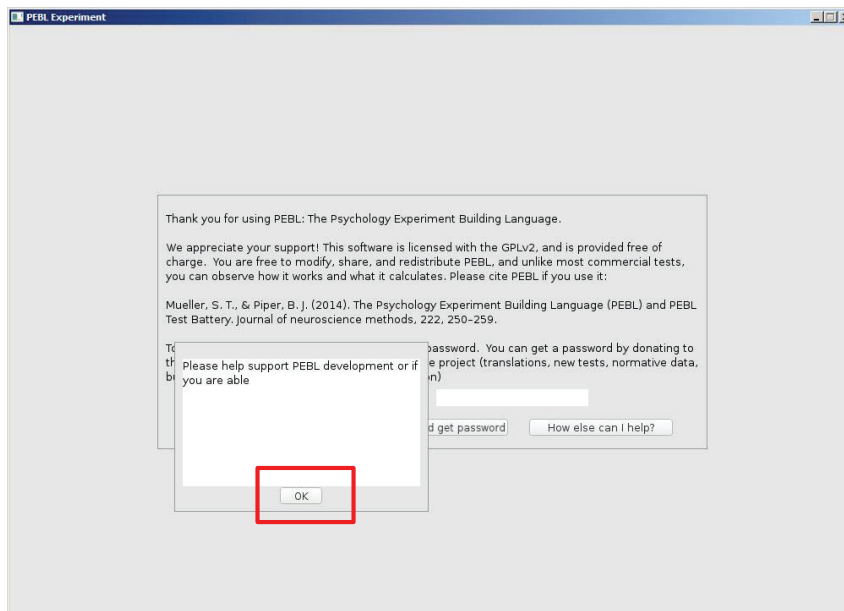 PEBL Experiment
Thank you for using PEBL: The Psychology Experiment Building Language.
We appreciate your support! This software is licensed with the GPLv2, and is provided free of
charge. You are free to modify, share, and redistribute PEBL, and unlike most commercial tests,
you can observe how it works and what it calculates. Please cite PEBL if you use it:
Mueller, S. T., & Piper, B. J. (2014). The Psychology Experiment Building Language (PEBL) and PEBL
Test Battery. Journal of neuroscience methods, 222, 250–259.
password. You can get a password by donating to
project (translations, new tests, normative data,
Please help support PEBL development or if
you are able
get password
How else can I help?
OK